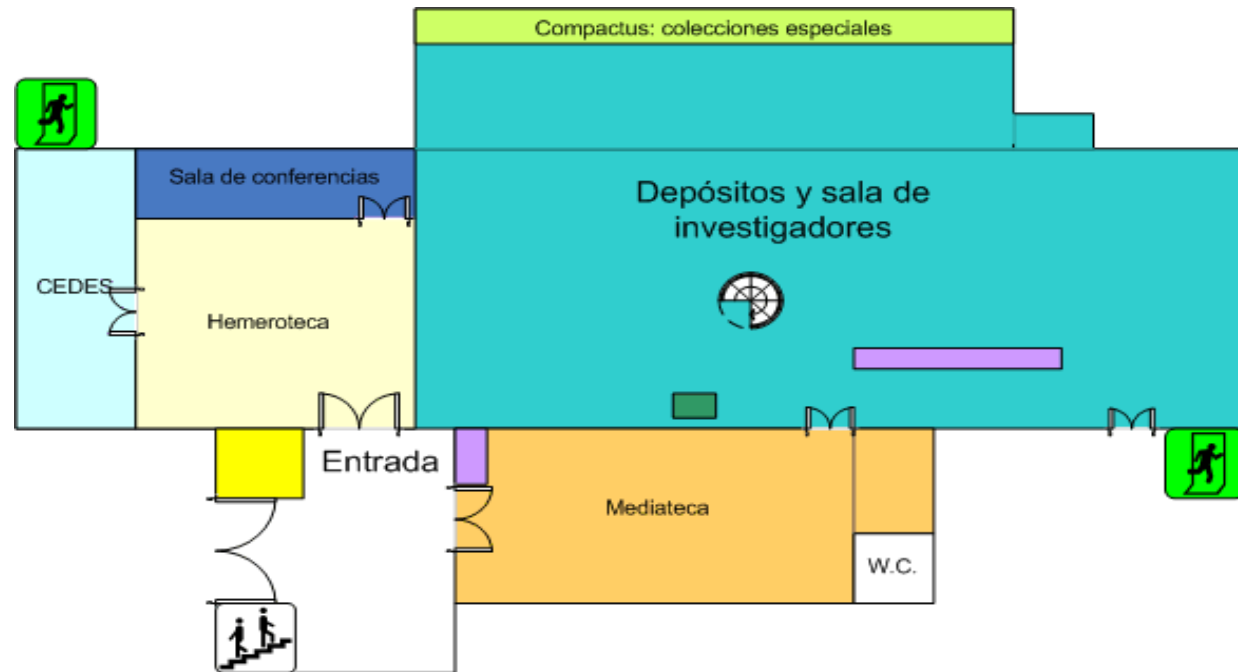 Compactus: colecciones especiales
Sala de conferencias
Depósitos y sala de
investigadores
CEDES
Hemeroteca
Entrada
Mediateca
W.C.